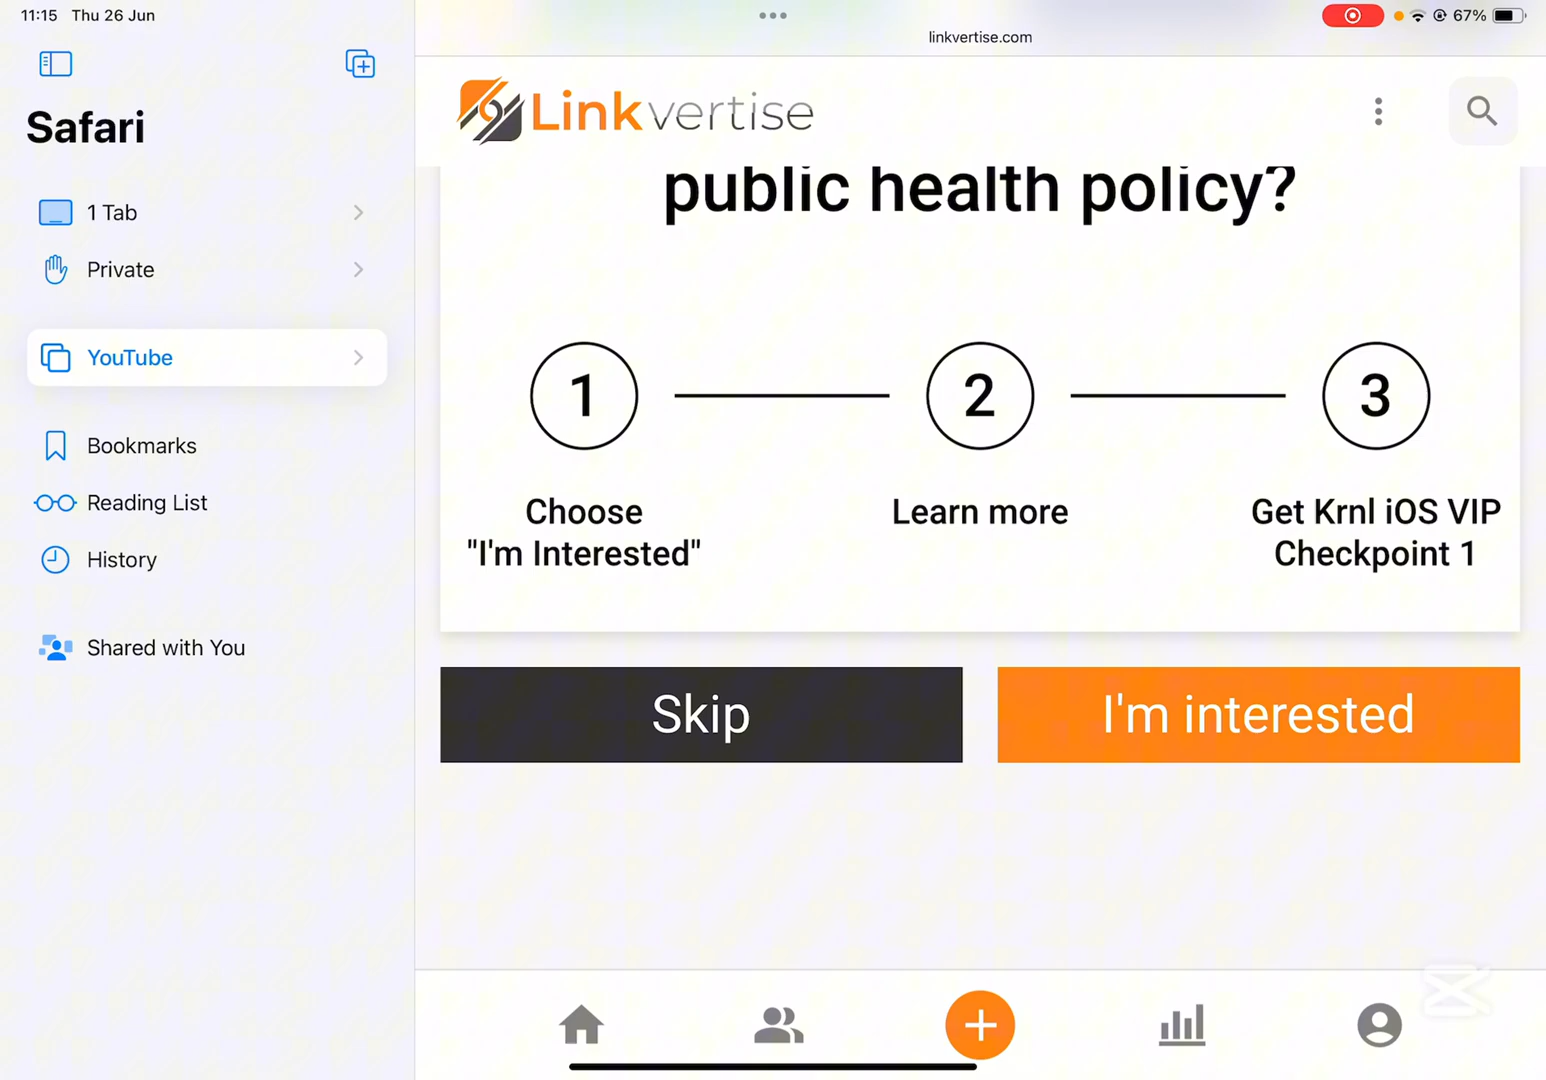 11:15 Thu 26 Jun
67%
linkvertise.com
Safari
1 Tab
Private
YouTube
Bookmarks
Reading List
History
Shared with You
Linkvertise
public health policy?
1
2
3
Choose
"I'm Interested"
Learn more
Get Krnl iOS VIP
Checkpoint 1
Skip
I'm interested